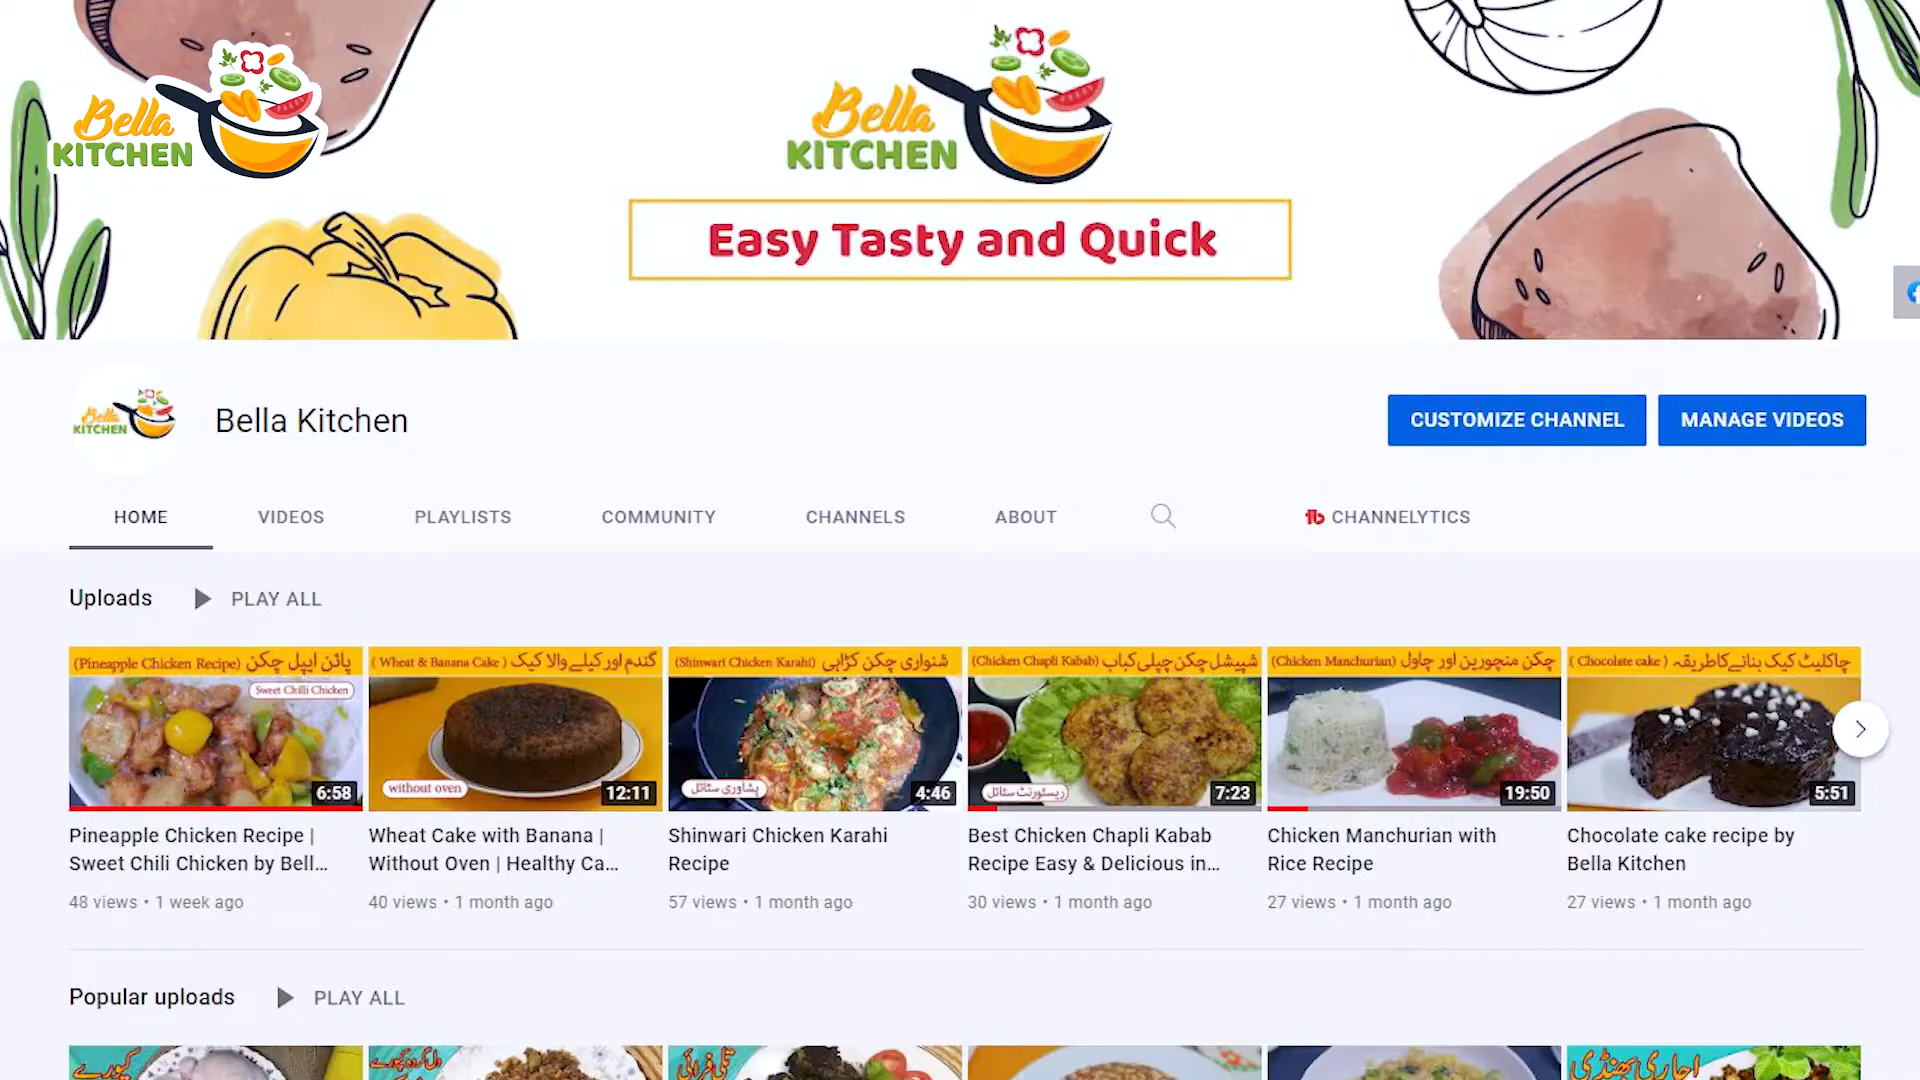 Bella
KITCHEN
Bella
KITCHEN
Easy Tasty and Quick
Bella
KITCHEN
Bella Kitchen
CUSTOMIZE CHANNEL
MANAGE VIDEOS
HOME
VIDEOS
PLAYLISTS
COMMUNITY
CHANNELS
ABOUT
CHANNELYTICS
Uploads
PLAY ALL
(Pineapple Chicken Recipe) پائن ایپل چکن
Sweet Chilli Chicken
6:58
Pineapple Chicken Recipe |
Sweet Chili Chicken by Bell...
48 views • 1 week ago
( Wheat & Banana Cake ) گندم اور کیلے والا کیک
without oven
12:11
Wheat Cake with Banana |
Without Oven | Healthy Ca...
40 views • 1 month ago
(Shinwari Chicken Karahi) شنواری چکن کڑاہی
پشاوری سٹائل
4:46
Shinwari Chicken Karahi
Recipe
57 views • 1 month ago
(Chicken Chapli Kabab) سپیشل چکن چپلی کباب
ریسٹورنٹ سٹائل
7:23
Best Chicken Chapli Kabab
Recipe Easy & Delicious in...
30 views • 1 month ago
(Chicken Manchurian) چکن منچورین اور چاول
19:50
Chicken Manchurian with
Rice Recipe
27 views • 1 month ago
( Chocolate cake ) چاکلیٹ کیک بنانے کا طریقہ
5:51
Chocolate cake recipe by
Bella Kitchen
27 views • 1 month ago
Popular uploads
PLAY ALL
کپورے
تلی فرائی
اچاری بھنڈی